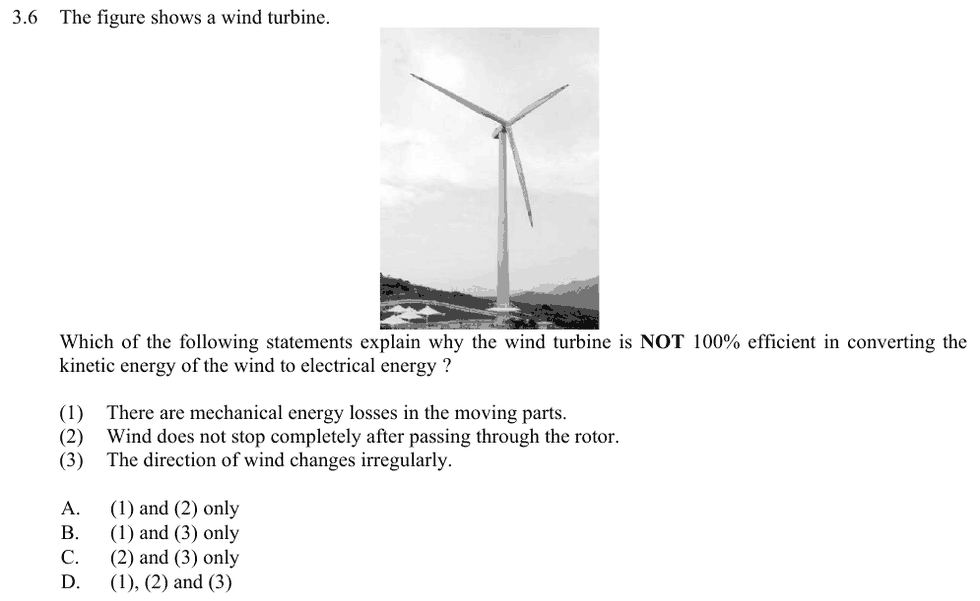 3.6 The figure shows a wind turbine.
Which of the following statements explain why the wind turbine is NOT 100% efficient in converting the
kinetic energy of the wind to electrical energy ?
(1) There are mechanical energy losses in the moving parts.
(2) Wind does not stop completely after passing through the rotor.
(3) The direction of wind changes irregularly.
A. (1) and (2) only
B. (1) and (3) only
C. (2) and (3) only
D. (1), (2) and (3)